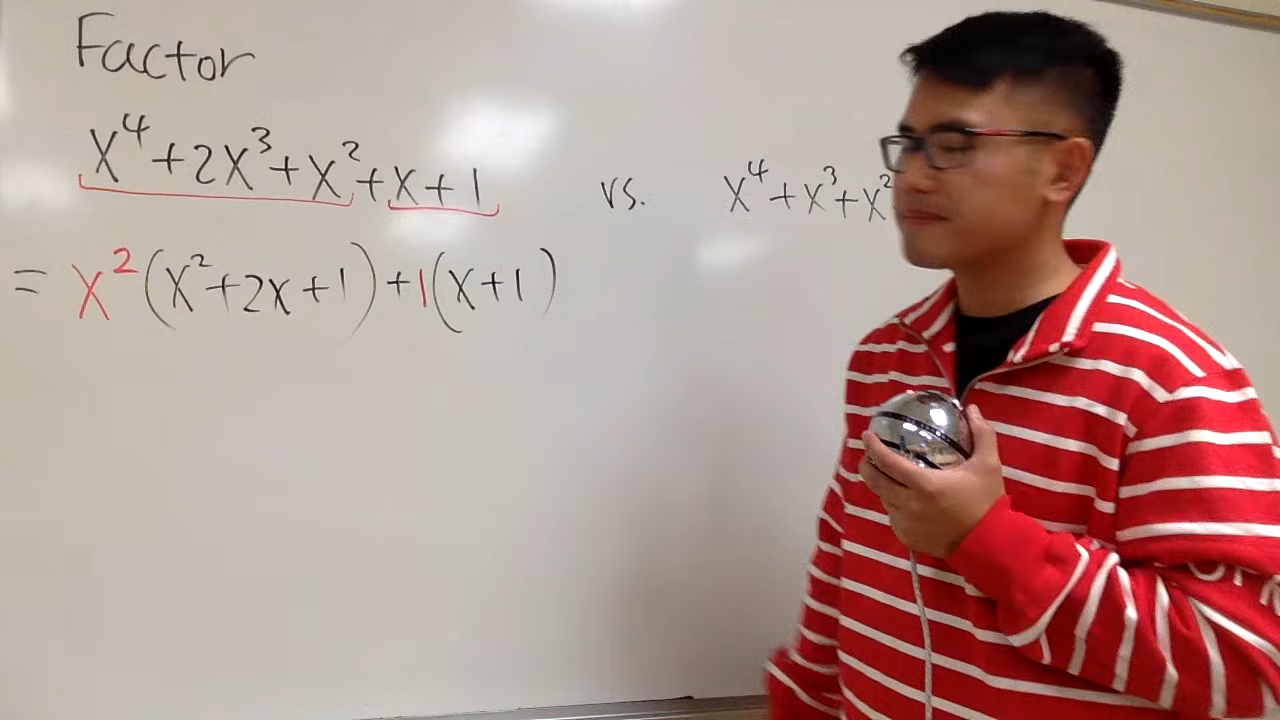 Factor
x⁴+2x³+x²+x+1 vs. x⁴+x³+x²
= x²(x²+2x+1)+1(x+1)